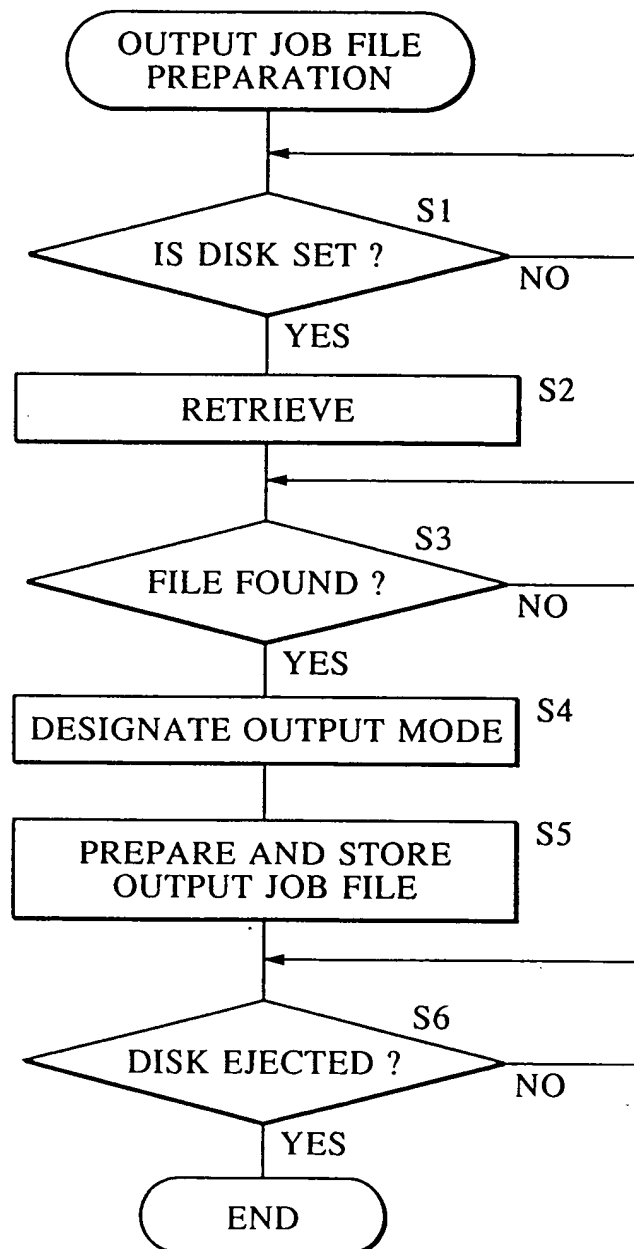 OUTPUT JOB FILE
PREPARATION
S1
IS DISK SET ?
NO
YES
S2
RETRIEVE
S3
FILE FOUND ?
NO
YES
S4
DESIGNATE OUTPUT MODE
S5
PREPARE AND STORE
OUTPUT JOB FILE
S6
DISK EJECTED ?
NO
YES
END